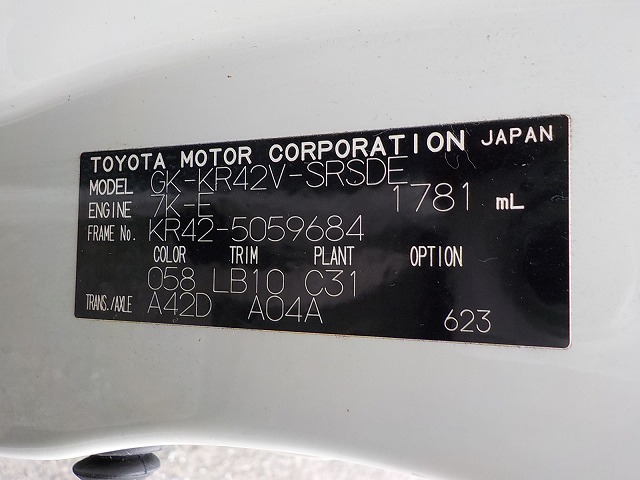 TOYOTA MOTOR CORPORATION JAPAN
MODEL GK-KR42V-SRSDE
ENGINE 7K-E 1781 mL
FRAME No. KR42-5059684
COLOR TRIM PLANT OPTION
058 LB10 C31
TRANS./AXLE A42D A04A
623